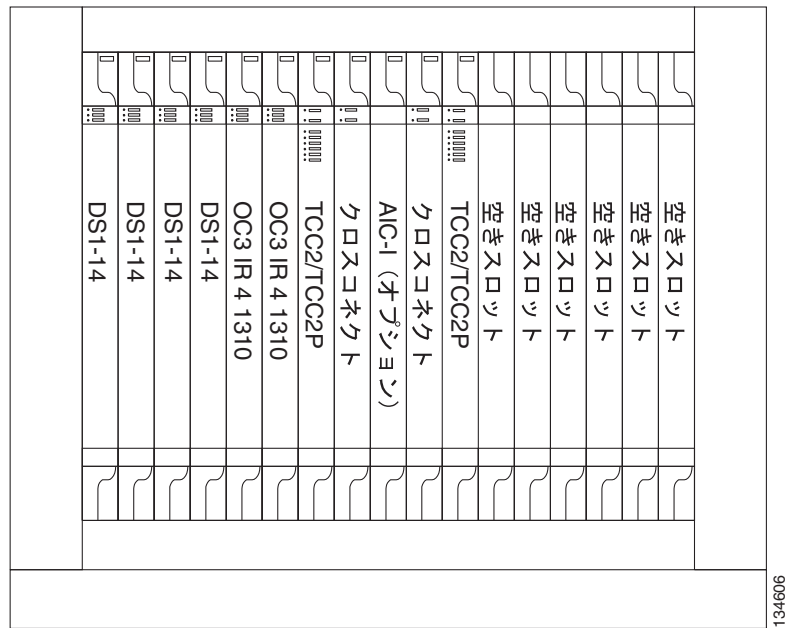 DS1-14
DS1-14
DS1-14
DS1-14
OC3 IR 4 1310
OC3 IR 4 1310
TCC2/TCC2P
クロスコネクト
AIC-I（オプション）
クロスコネクト
TCC2/TCC2P
空きスロット
空きスロット
空きスロット
空きスロット
空きスロット
空きスロット
134606